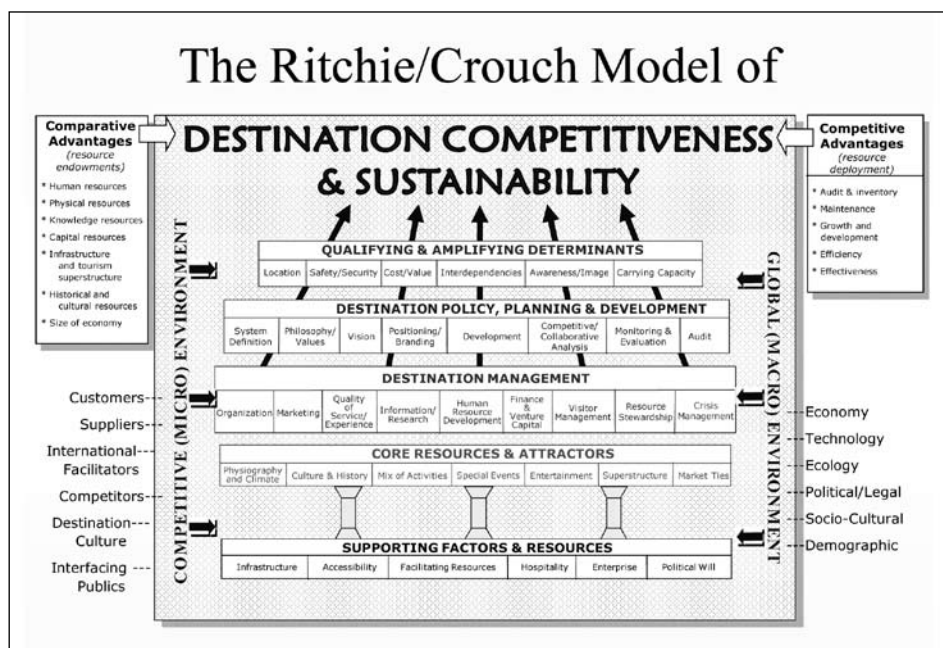 The Ritchie/Crouch Model of
DESTINATION COMPETITIVENESS
& SUSTAINABILITY
Comparative
Advantages
(resource
endowments)
* Human resources
* Physical resources
* Knowledge resources
* Capital resources
* Infrastructure
and tourism
superstructure
* Historical and
cultural resources
* Size of economy
Competitive
Advantages
(resource
deployment)
* Audit & inventory
* Maintenance
* Growth and
development
* Efficiency
* Effectiveness
COMPETITIVE (MICRO) ENVIRONMENT
GLOBAL (MACRO) ENVIRONMENT
QUALIFYING & AMPLIFYING DETERMINANTS
Location
Safety/Security
Cost/Value
Interdependencies
Awareness/Image
Carrying Capacity
DESTINATION POLICY, PLANNING & DEVELOPMENT
System
Definition
Philosophy/
Values
Vision
Positioning/
Branding
Development
Competitive/
Collaborative
Analysis
Monitoring &
Evaluation
Audit
DESTINATION MANAGEMENT
Organization
Marketing
Quality
of
Service/
Experience
Information/
Research
Human
Resource
Development
Finance
&
Venture
Capital
Visitor
Management
Resource
Stewardship
Crisis
Management
CORE RESOURCES & ATTRACTORS
Physiography
and Climate
Culture & History
Mix of Activities
Special Events
Entertainment
Superstructure
Market Ties
SUPPORTING FACTORS & RESOURCES
Infrastructure
Accessibility
Facilitating Resources
Hospitality
Enterprise
Political Will
Customers
Suppliers
International
Facilitators
Competitors
Destination
Culture
Interfacing
Publics
Economy
Technology
Ecology
Political/Legal
Socio-Cultural
Demographic